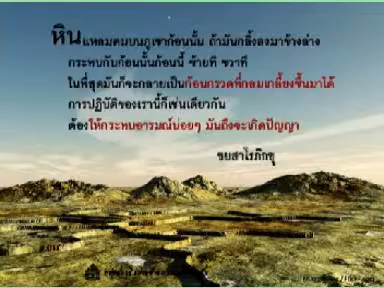 หินแหลมคมบนภูเขาก้อนนั้น ถ้ามันกลิ้งลงมาข้างล่าง
กระทบกับก้อนนั้นก้อนนี้ ซ้ายที ขวาที
ในที่สุดมันก็จะกลายเป็นก้อนกรวดที่กลมเกลี้ยงขึ้นมาได้
การปฏิบัติของเรานี้ก็เช่นเดียวกัน
ต้องให้กระทบอารมณ์บ่อยๆ มันถึงจะเกิดปัญญา
ชยสาโรภิกขุ